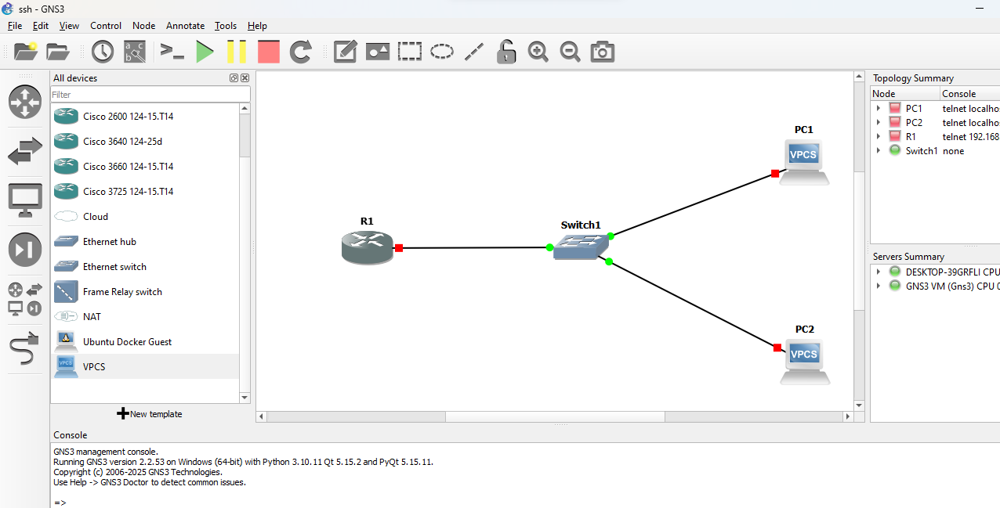 ssh - GNS3
File Edit View Control Node Annotate Tools Help
All devices
Filter
Cisco 2600 124-15.T14
Cisco 3640 124-25d
Cisco 3660 124-15.T14
Cisco 3725 124-15.T14
Cloud
Ethernet hub
Ethernet switch
Frame Relay switch
NAT
Ubuntu Docker Guest
VPCS
VPCS
New template
R1
Switch1
PC1
VPCS
PC2
VPCS
Topology Summary
Node Console
PC1 telnet localho
PC2 telnet localho
R1 telnet 192.168
Switch1 none
Servers Summary
DESKTOP-39GRFLI CPU
GNS3 VM (Gns3) CPU 0
Console
GNS3 management console.
Running GNS3 version 2.2.53 on Windows (64-bit) with Python 3.10.11 Qt 5.15.2 and PyQt 5.15.11.
Copyright (c) 2006-2025 GNS3 Technologies.
Use Help -> GNS3 Doctor to detect common issues.
=>